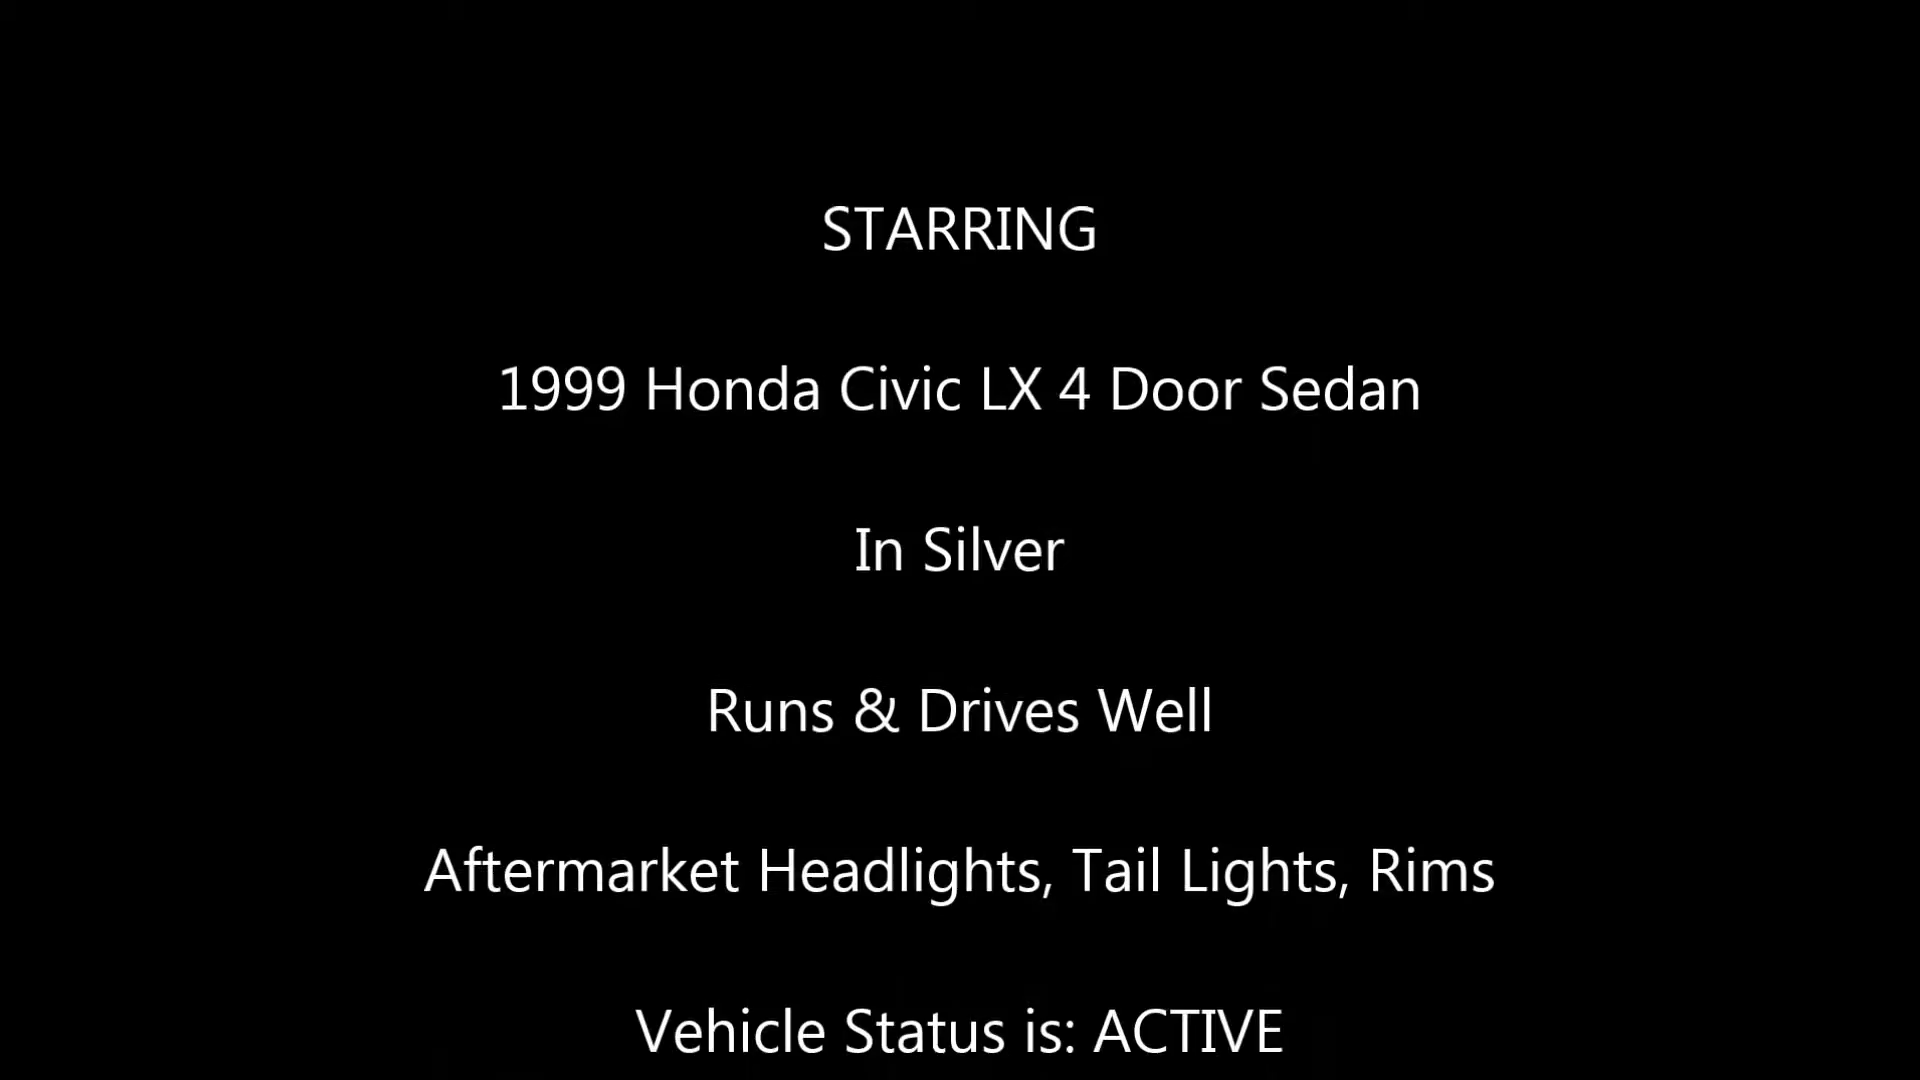 STARRING
1999 Honda Civic LX 4 Door Sedan
In Silver
Runs & Drives Well
Aftermarket Headlights, Tail Lights, Rims
Vehicle Status is: ACTIVE